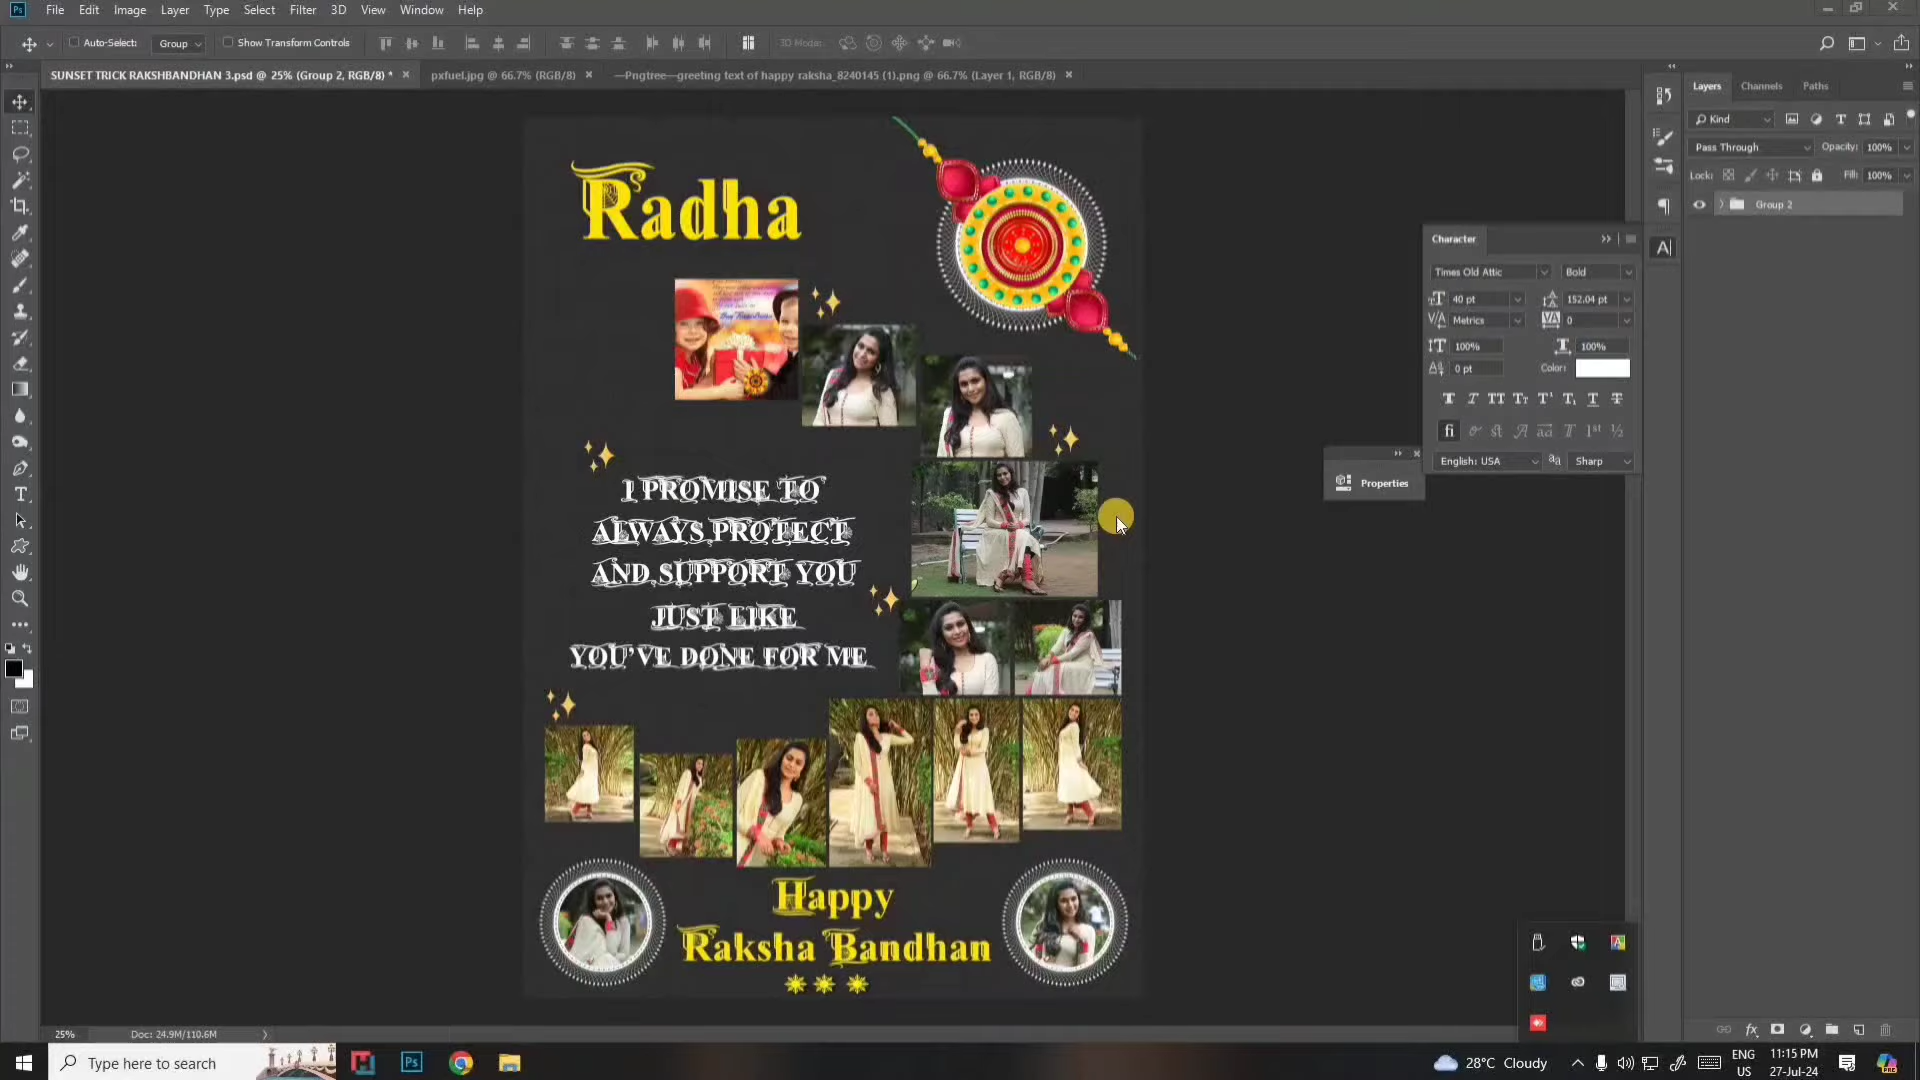 File Edit Image Layer Type Select Filter 3D View Window Help
Auto-Select: Group Show Transform Controls 3D Mode:
SUNSET TRICK RAKSHBANDHAN 3.psd @ 25% (Group 2, RGB/8) * pxfuel.jpg @ 66.7% (RGB/8) —Pngtree—greeting text of happy raksha_8240145 (1).png @ 66.7% (Layer 1, RGB/8)
Layers Channels Paths
Kind
Pass Through Opacity: 100%
Lock: Fill: 100%
Group 2
Character
Times Old Attic Bold
40 pt 152.04 pt
Metrics 0
100% 100%
0 pt Color:
English: USA Sharp
Properties
Radha
I PROMISE TO
ALWAYS PROTECT
AND SUPPORT YOU
JUST LIKE
YOU'VE DONE FOR ME
Happy
Raksha Bandhan
25% Doc: 24.9M/110.6M
Type here to search
28°C Cloudy
ENG
US
11:15 PM
27-Jul-24